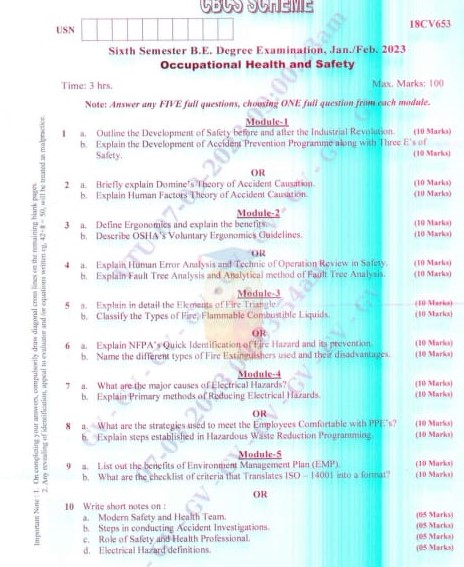 CBCS SCHEME
USN
18CV653
Sixth Semester B.E. Degree Examination, Jan./Feb. 2023
Occupational Health and Safety
Time: 3 hrs.
Max. Marks: 100
Note: Answer any FIVE full questions, choosing ONE full question from each module.
Module-1
1 a. Outline the Development of Safety before and after the Industrial Revolution. (10 Marks)
b. Explain the Development of Accident Prevention Programme along with Three E's of
Safety. (10 Marks)
OR
2 a. Briefly explain Domino's Theory of Accident Causation. (10 Marks)
b. Explain Human Factors Theory of Accident Causation. (10 Marks)
Module-2
3 a. Define Ergonomics and explain the benefits. (10 Marks)
b. Describe OSHA's Voluntary Ergonomics Guidelines. (10 Marks)
OR
4 a. Explain Human Error Analysis and Technic of Operation Review in Safety. (10 Marks)
b. Explain Fault Tree Analysis and Analytical method of Fault Tree Analysis. (10 Marks)
Module-3
5 a. Explain in detail the Elements of Fire Triangle? (10 Marks)
b. Classify the Types of Fire, Flammable Combustible Liquids. (10 Marks)
OR
6 a. Explain NFPA's Quick Identification of Fire Hazard and its prevention. (10 Marks)
b. Name the different types of Fire Extinguishers used and their disadvantages. (10 Marks)
Module-4
7 a. What are the major causes of Electrical Hazards? (10 Marks)
b. Explain Primary methods of Reducing Electrical Hazards. (10 Marks)
OR
8 a. What are the strategies used to meet the Employees Comfortable with PPE's? (10 Marks)
b. Explain steps established in Hazardous Waste Reduction Programming. (10 Marks)
Module-5
9 a. List out the benefits of Environment Management Plan (EMP). (10 Marks)
b. What are the checklist of criteria that Translates ISO – 14001 into a format? (10 Marks)
OR
10 Write short notes on :
a. Modern Safety and Health Team. (05 Marks)
b. Steps in conducting Accident Investigations. (05 Marks)
c. Role of Safety and Health Professional. (05 Marks)
d. Electrical Hazard definitions. (05 Marks)
Important Note : 1. On completing your answers, compulsorily draw diagonal cross lines on the remaining blank pages.
2. Any revealing of identification, appeal to evaluator and /or equations written eg, 42+8 = 50, will be treated as malpractice.